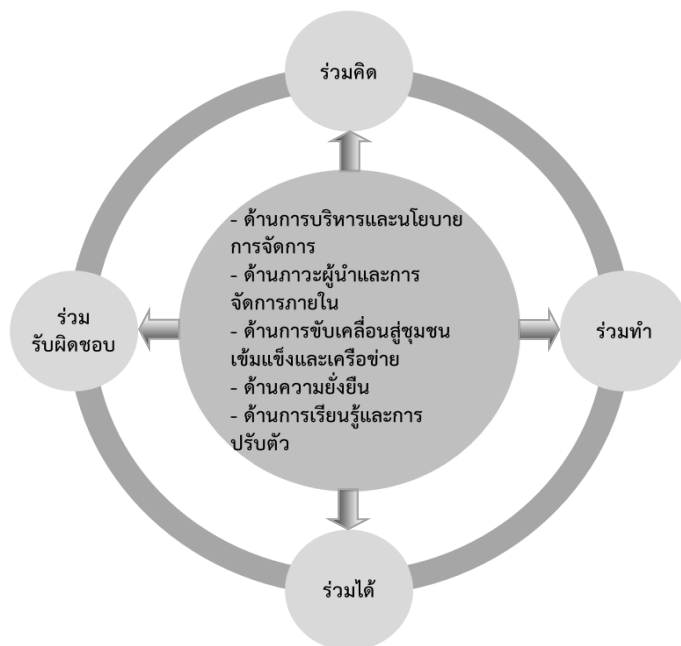 ร่วมคิด
- ด้านการบริหารและนโยบาย
การจัดการ
- ด้านภาวะผู้นำและการ
จัดการภายใน
- ด้านการขับเคลื่อนสู่ชุมชน
เข้มแข็งและเครือข่าย
- ด้านความยั่งยืน
- ด้านการเรียนรู้และการ
ปรับตัว
ร่วม
รับผิดชอบ
ร่วมทำ
ร่วมได้